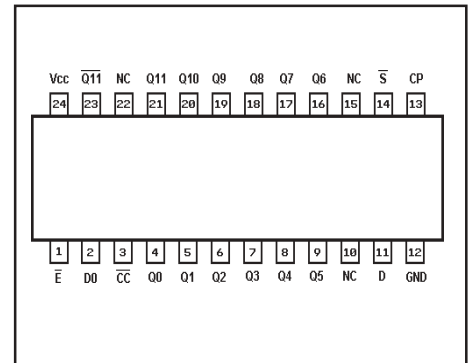 Vcc Q̅1̅1̅ NC Q11 Q10 Q9 Q8 Q7 Q6 NC S̅ CP
24 23 22 21 20 19 18 17 16 15 14 13
1 2 3 4 5 6 7 8 9 10 11 12
E̅ D0 C̅C̅ Q0 Q1 Q2 Q3 Q4 Q5 NC D GND